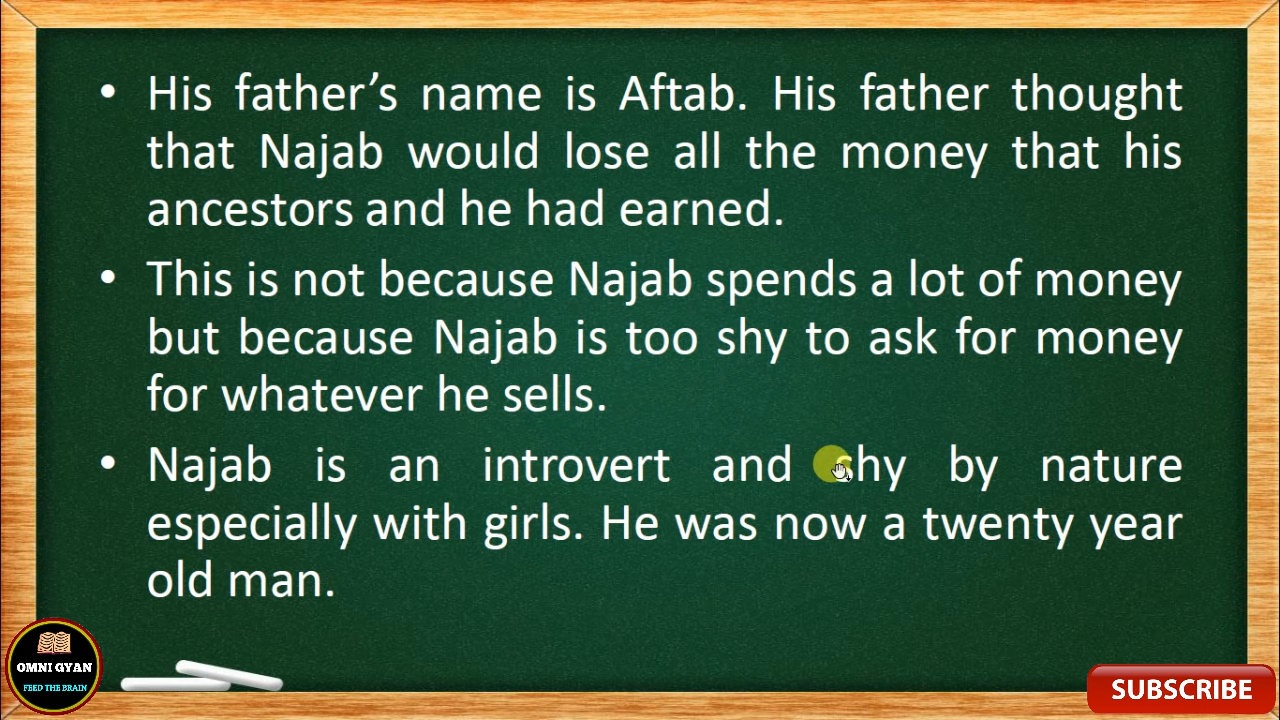 • His father’s name is Aftab. His father thought
that Najab would lose all the money that his
ancestors and he had earned.
• This is not because Najab spends a lot of money
but because Najab is too shy to ask for money
for whatever he sells.
• Najab is an introvert and shy by nature
especially with girls. He was now a twenty year
old man.
OMNI GYAN
FEED THE BRAIN
SUBSCRIBE